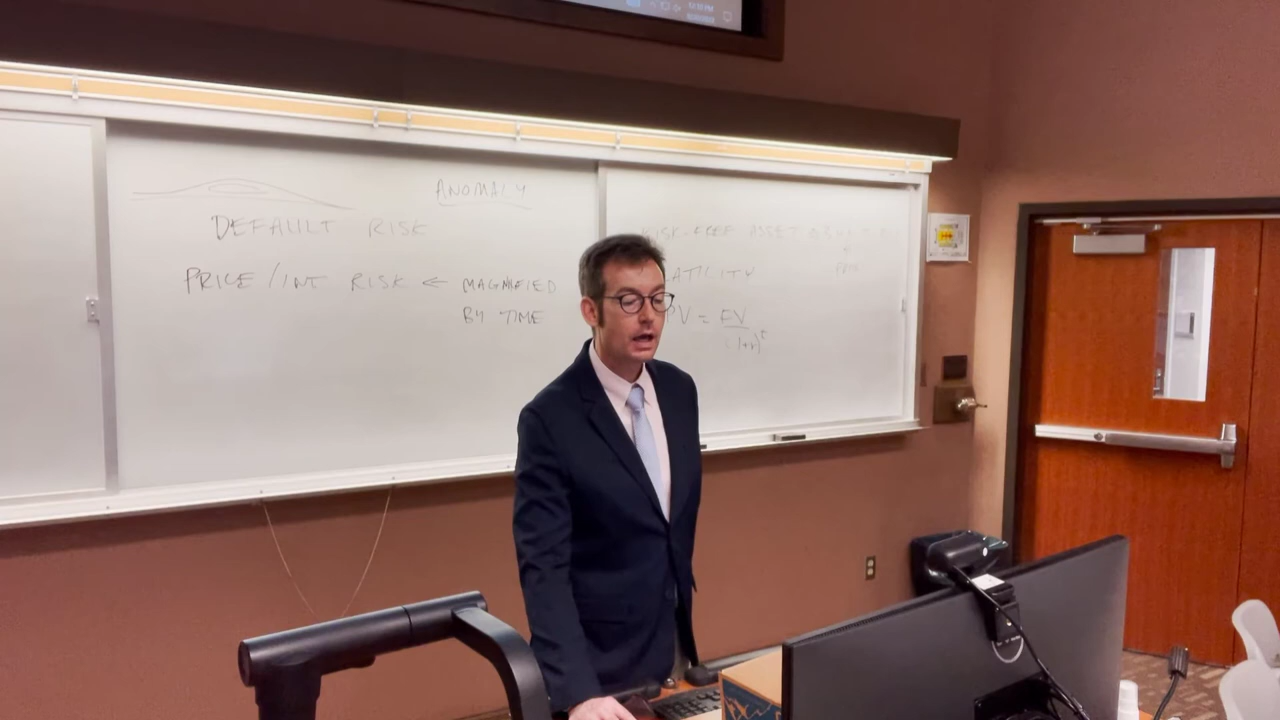 ANOMALY
DEFAULT RISK
PRICE/INT RISK ← MAGNIFIED
BY TIME
RISK-FREE ASSET
ATILITY
PV = FV
(1+r)^t